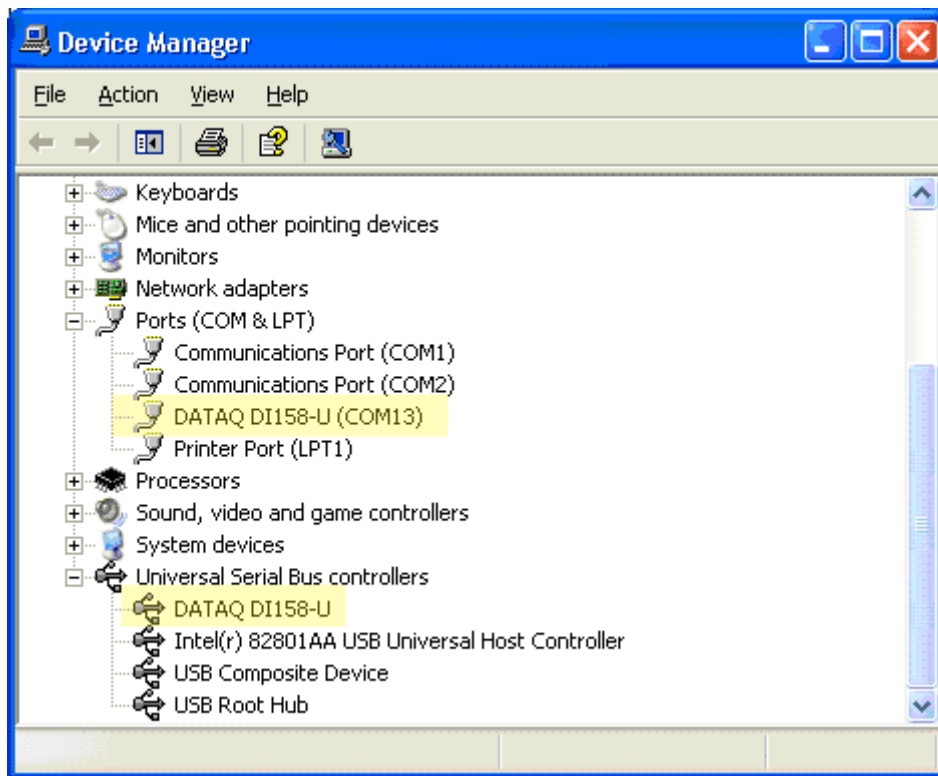 Device Manager
File Action View Help
Keyboards
Mice and other pointing devices
Monitors
Network adapters
Ports (COM & LPT)
Communications Port (COM1)
Communications Port (COM2)
DATAQ DI158-U (COM13)
Printer Port (LPT1)
Processors
Sound, video and game controllers
System devices
Universal Serial Bus controllers
DATAQ DI158-U
Intel(r) 82801AA USB Universal Host Controller
USB Composite Device
USB Root Hub